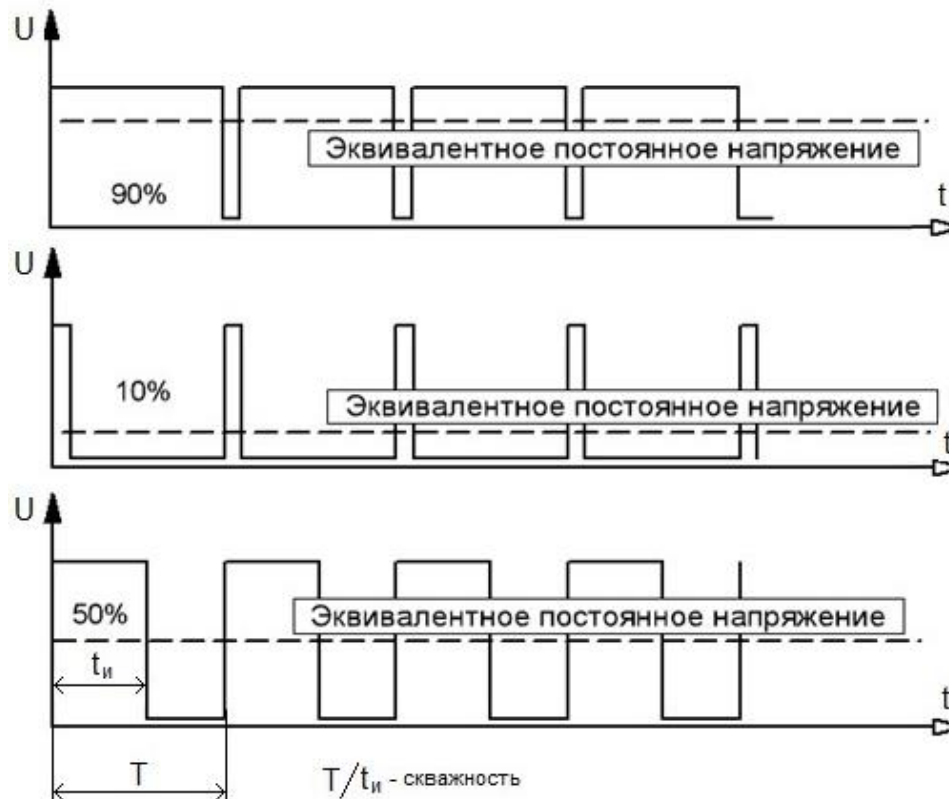 U
Эквивалентное постоянное напряжение
90%
t
U
10%
Эквивалентное постоянное напряжение
t
U
50%
Эквивалентное постоянное напряжение
tи
t
T
T/tи - скважность